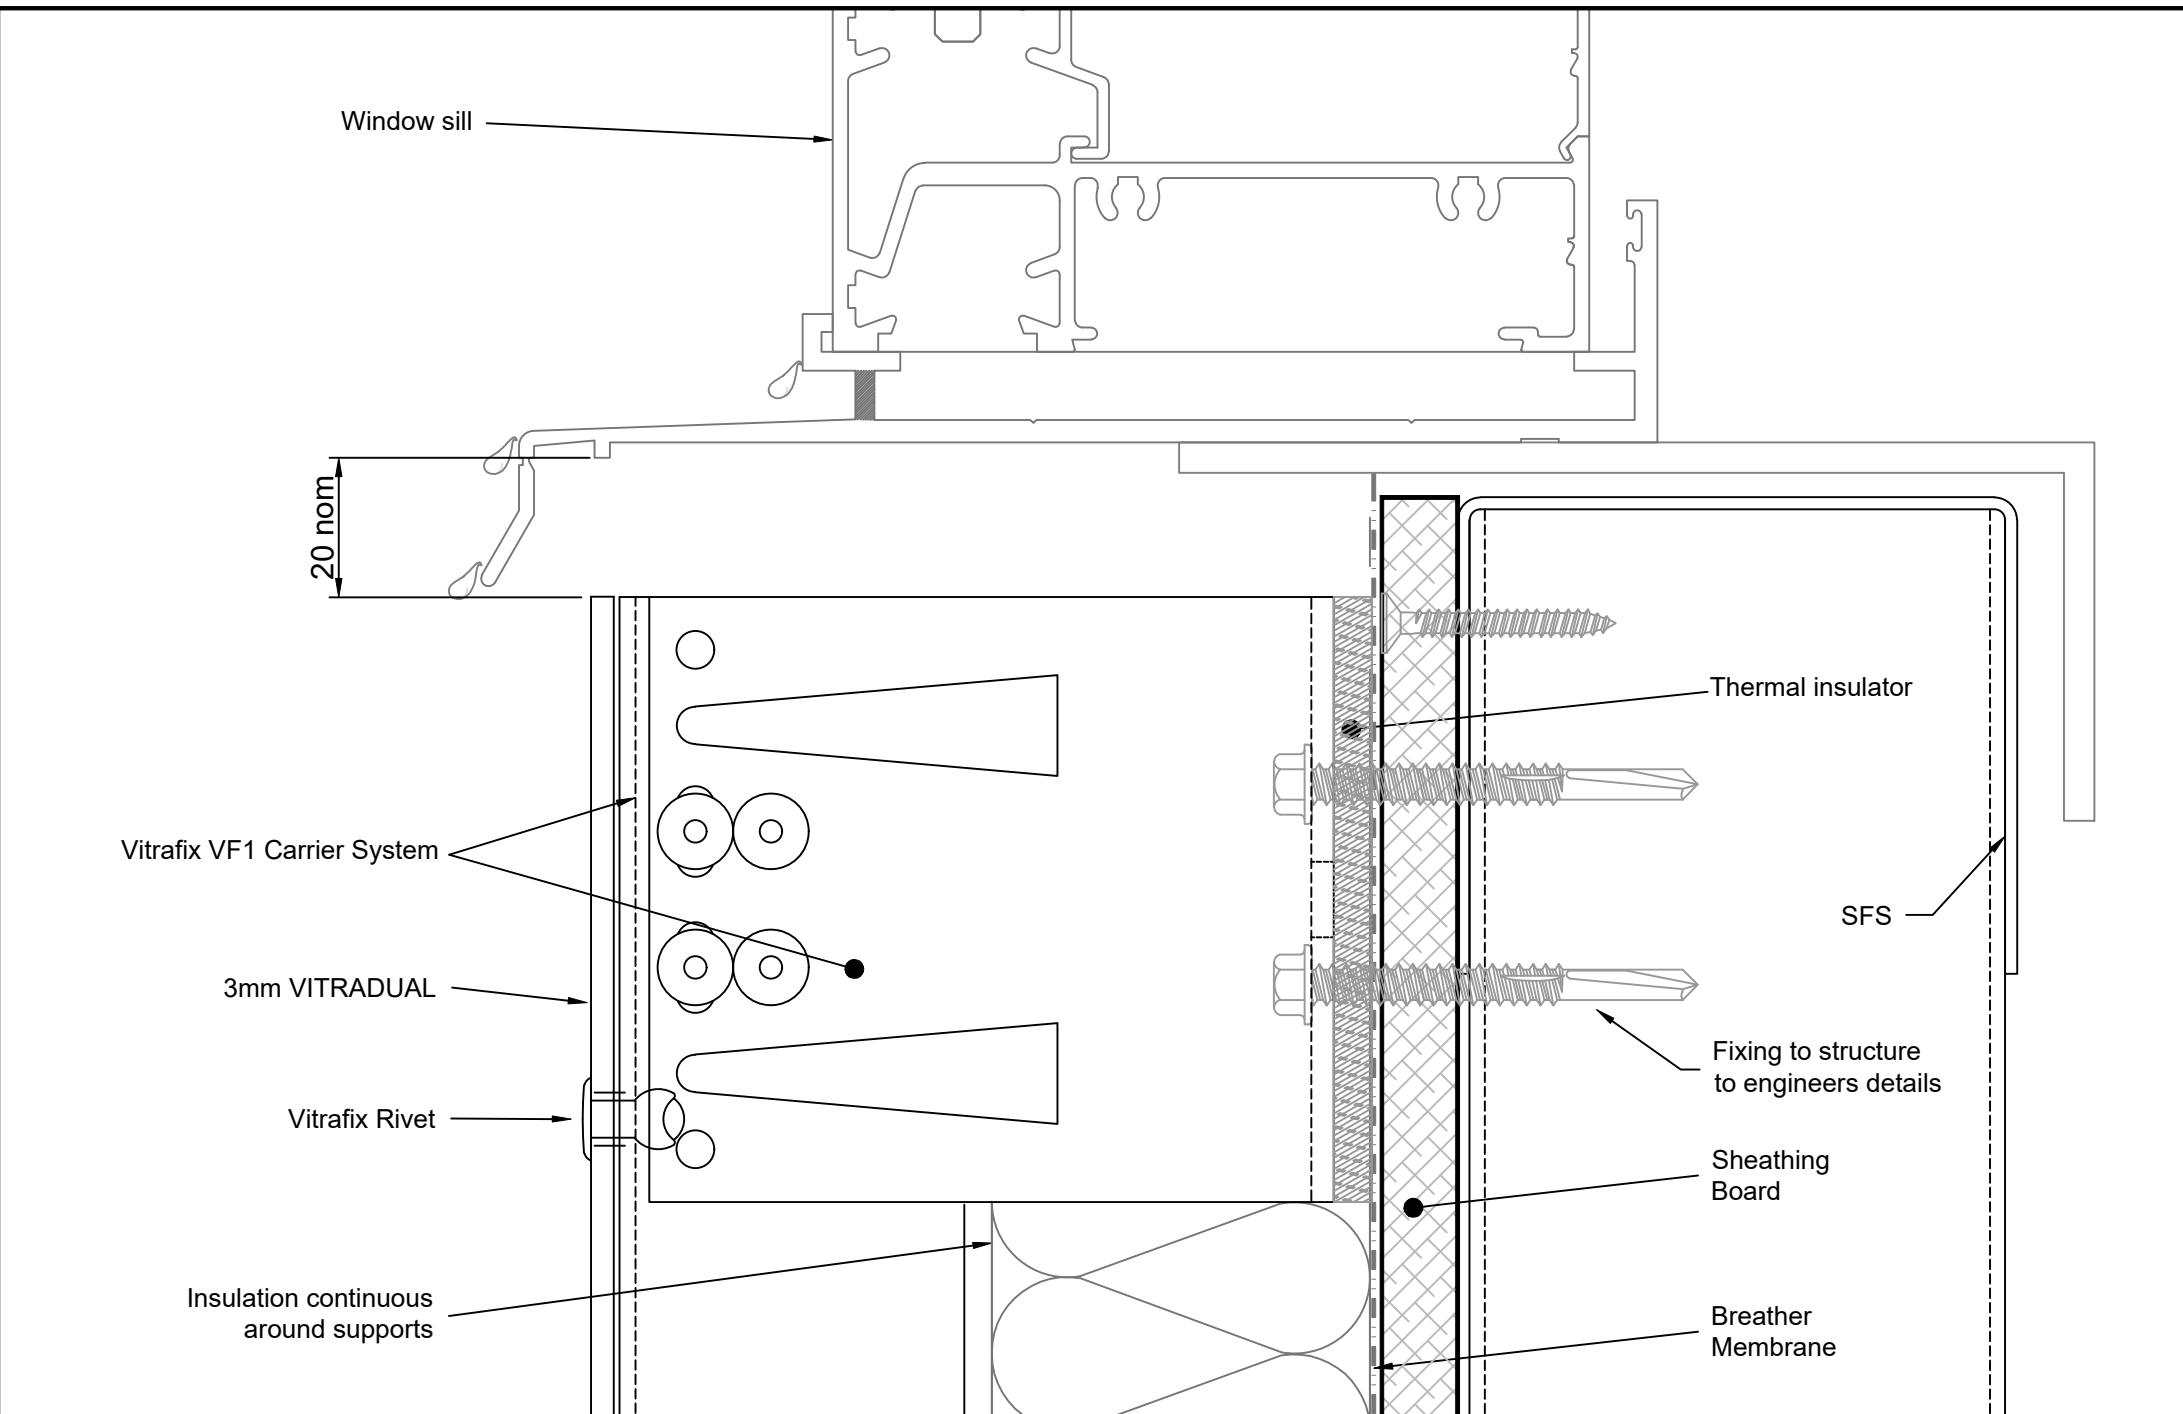 Window sill
20 nom
Thermal insulator
Vitrafix VF1 Carrier System
SFS
3mm VITRADUAL
Fixing to structure
to engineers details
Vitrafix Rivet
Sheathing
Board
Insulation continuous
around supports
Breather
Membrane